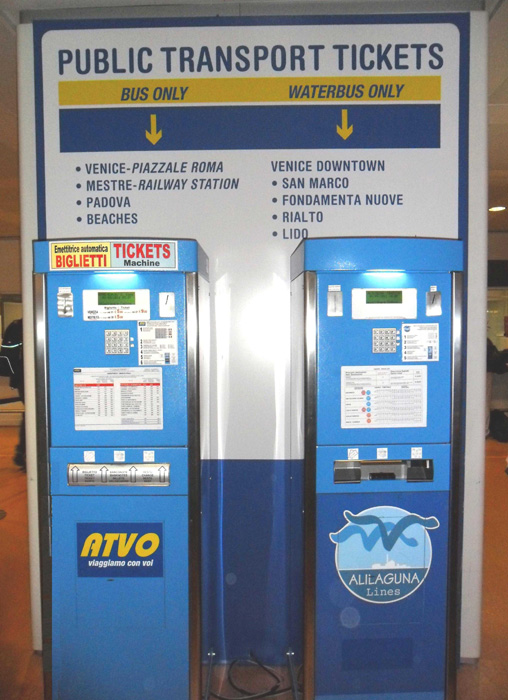 PUBLIC TRANSPORT TICKETS
BUS ONLY
WATERBUS ONLY
• VENICE-PIAZZALE ROMA
• MESTRE-RAILWAY STATION
• PADOVA
• BEACHES
VENICE DOWNTOWN
• SAN MARCO
• FONDAMENTA NUOVE
• RIALTO
• LIDO
Emettitrice automatica
BIGLIETTI
TICKETS
Machine
ATVO
viaggiamo con voi
ALILAGUNA
Lines